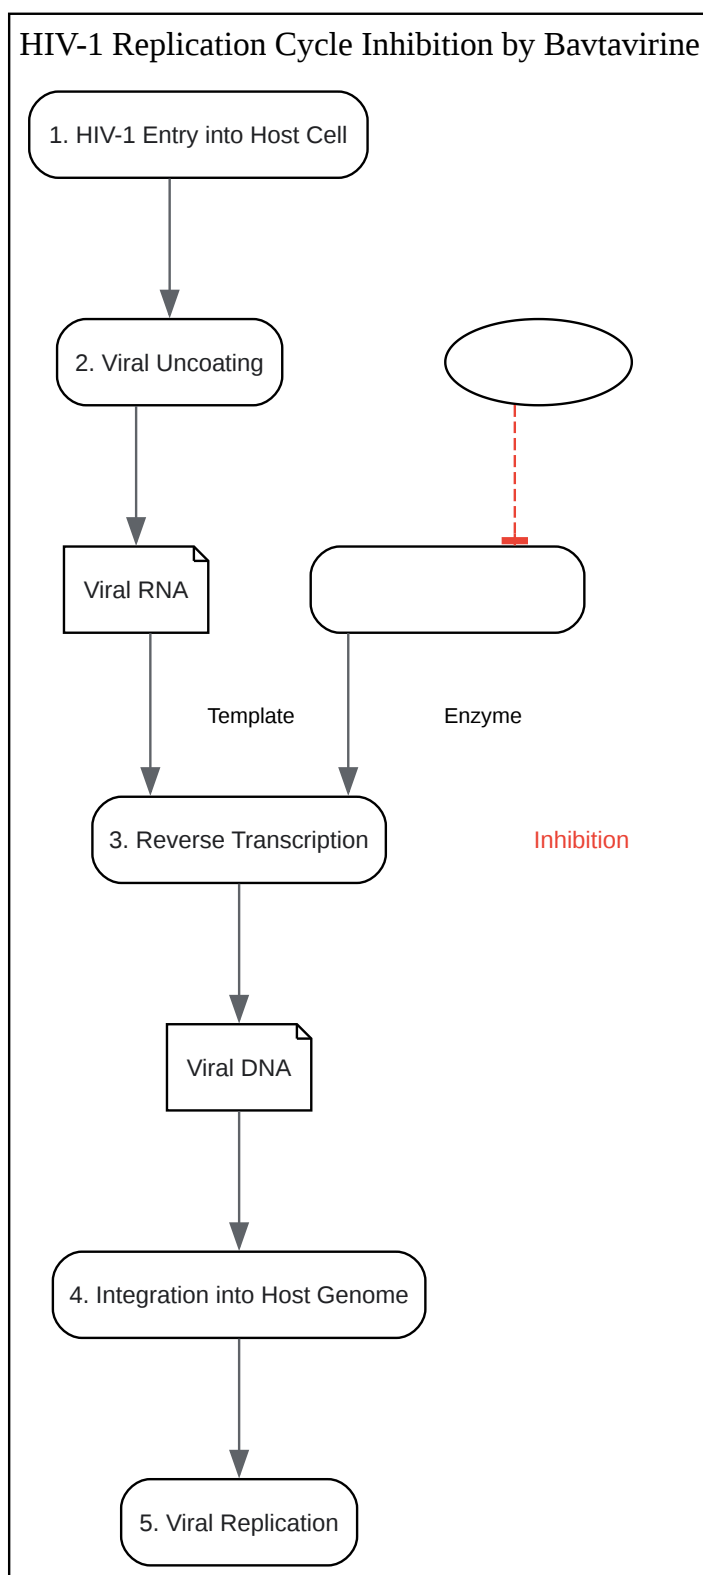 HIV-1 Replication Cycle Inhibition by Bavtavirine
1. HIV-1 Entry into Host Cell
2. Viral Uncoating
Viral RNA
Template
Enzyme
3. Reverse Transcription
Inhibition
Viral DNA
4. Integration into Host Genome
5. Viral Replication